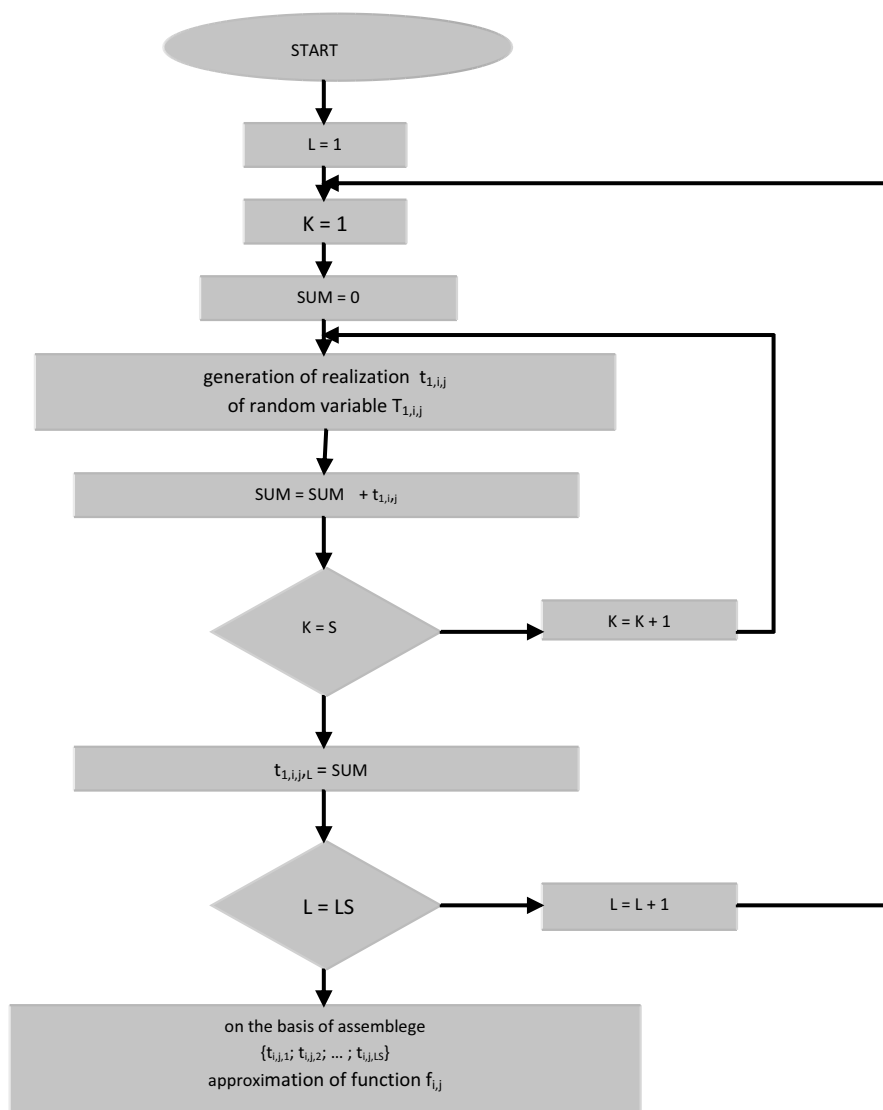 START
L = 1
K = 1
SUM = 0
generation of realization t₁,ᵢ,ⱼ
of random variable T₁,ᵢ,ⱼ
SUM = SUM + t₁,ᵢ,ⱼ
K = S
K = K + 1
t₁,ᵢ,ⱼ,L = SUM
L = LS
L = L + 1
on the basis of assemblege
{tᵢ,ⱼ,₁; tᵢ,ⱼ,₂; ... ; tᵢ,ⱼ,LS}
approximation of function fᵢ,ⱼ